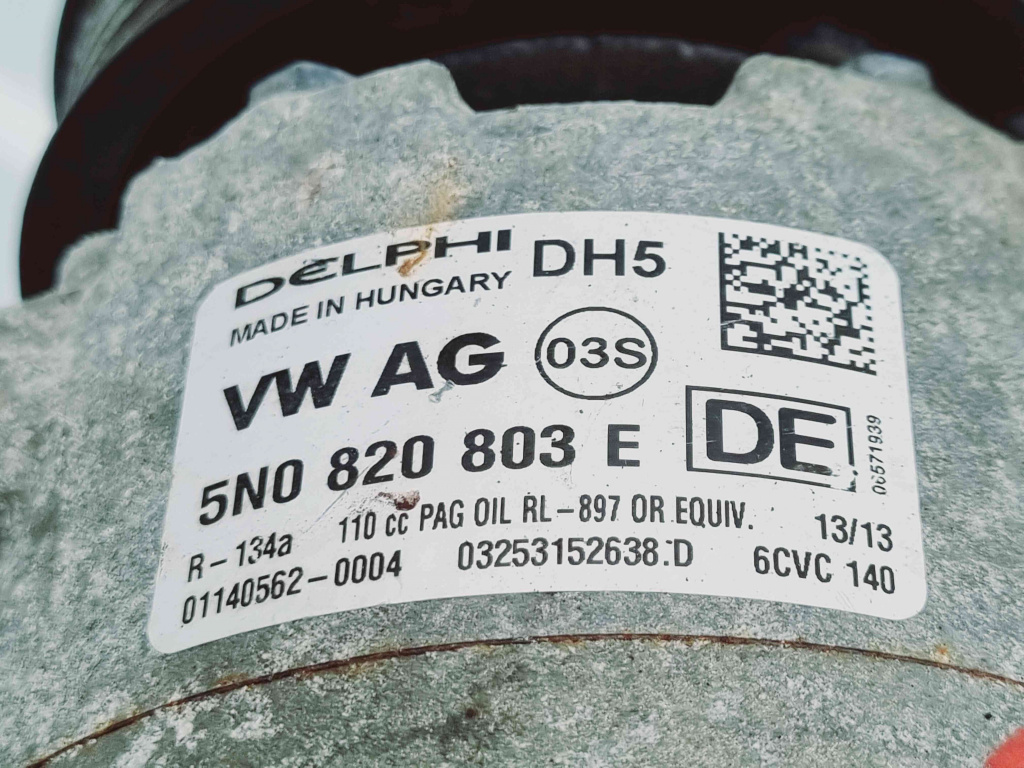 DELPHI DH5
MADE IN HUNGARY
VW AG 03S
5N0 820 803 E DE
06571939
R-134a 110 cc PAG OIL RL-897 OR EQUIV. 13/13
01140562-0004 03253152638.D 6CVC 140